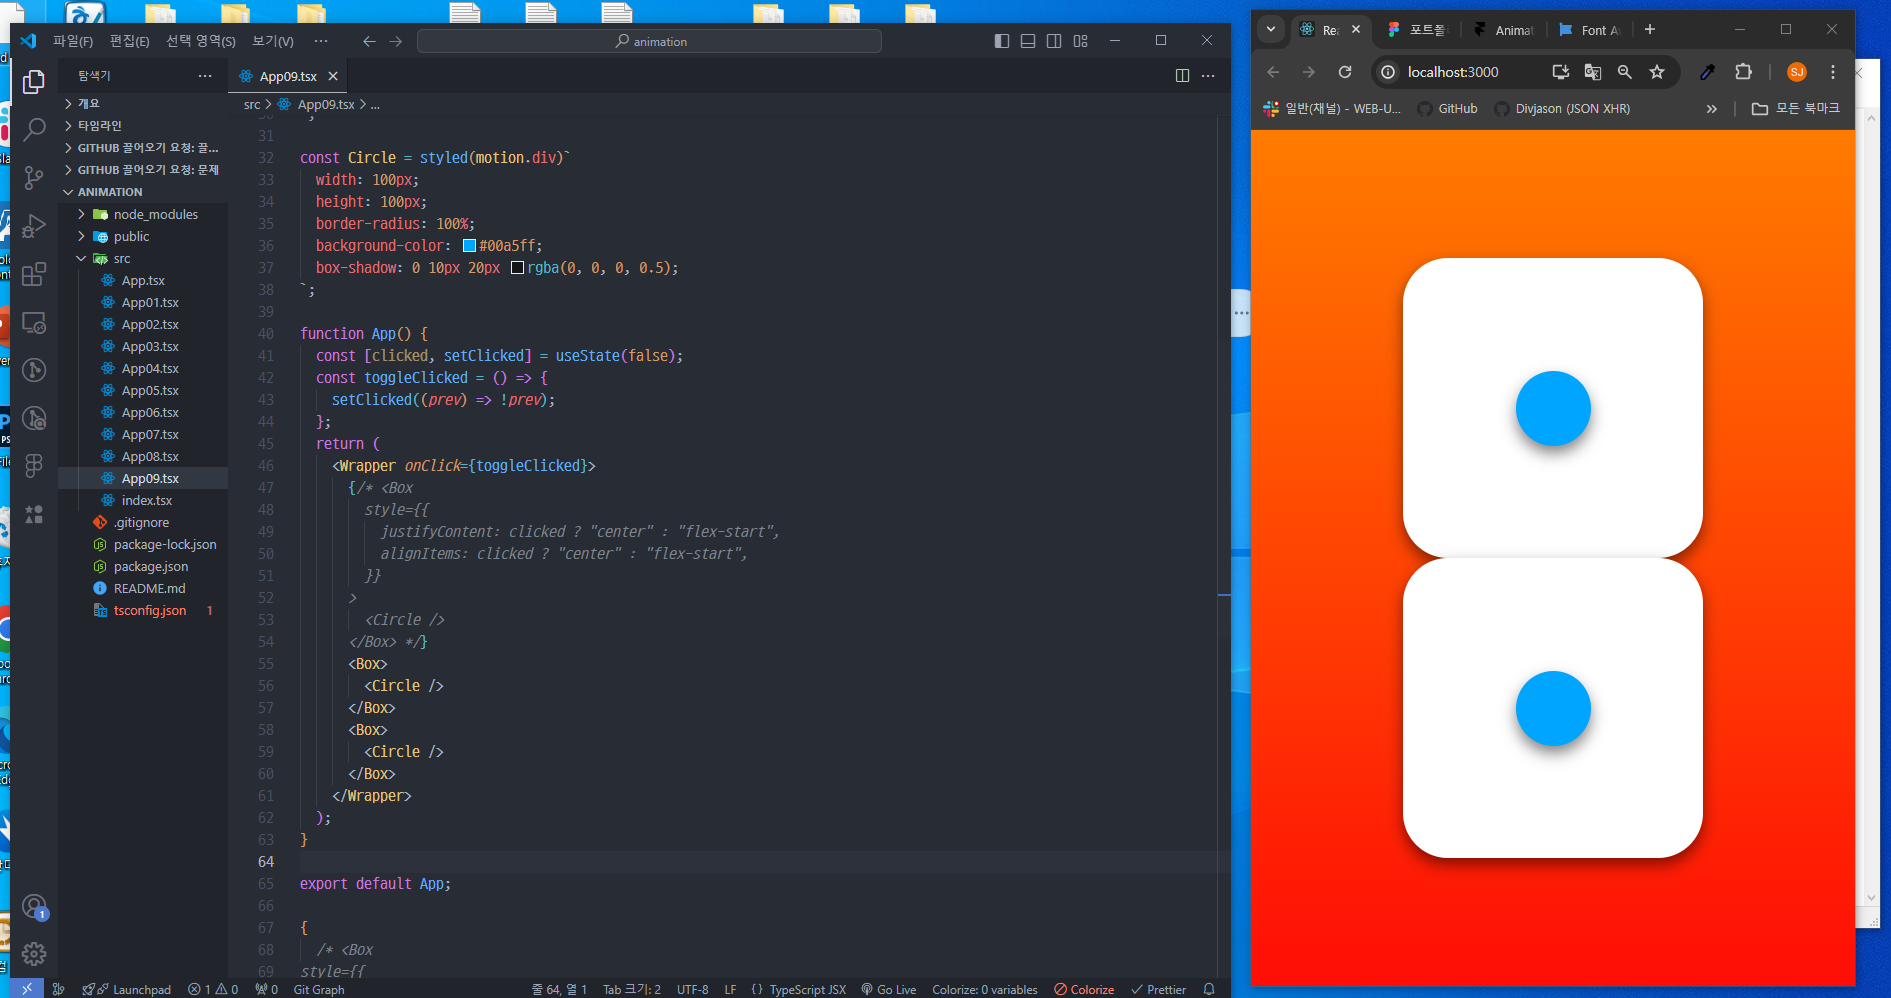 파일(F) 편집(E) 선택 영역(S) 보기(V) ··· animation
탐색기 ···
개요
타임라인
GITHUB 끌어오기 요청: 끌...
GITHUB 끌어오기 요청: 문제
ANIMATION
node_modules
public
src
App.tsx
App01.tsx
App02.tsx
App03.tsx
App04.tsx
App05.tsx
App06.tsx
App07.tsx
App08.tsx
App09.tsx
index.tsx
.gitignore
package-lock.json
package.json
README.md
tsconfig.json 1
App09.tsx
src > App09.tsx > ...
31
32 const Circle = styled(motion.div)`
33 width: 100px;
34 height: 100px;
35 border-radius: 100%;
36 background-color: #00a5ff;
37 box-shadow: 0 10px 20px rgba(0, 0, 0, 0.5);
38 `;
39
40 function App() {
41 const [clicked, setClicked] = useState(false);
42 const toggleClicked = () => {
43 setClicked((prev) => !prev);
44 };
45 return (
46 <Wrapper onClick={toggleClicked}>
47 {/* <Box
48 style={{
49 justifyContent: clicked ? "center" : "flex-start",
50 alignItems: clicked ? "center" : "flex-start",
51 }}
52 >
53 <Circle />
54 </Box> */}
55 <Box>
56 <Circle />
57 </Box>
58 <Box>
59 <Circle />
60 </Box>
61 </Wrapper>
62 );
63 }
64
65 export default App;
66
67 {
68 /* <Box
69 style={{
1
Launchpad 1 0 0 Git Graph
줄 64, 열 1 Tab 크기: 2 UTF-8 LF {} TypeScript JSX Go Live Colorize: 0 variables Colorize Prettier
Rea 포트폴 Animat Font A
localhost:3000 SJ
일반(채널) - WEB-U... GitHub Divjason (JSON XHR) » 모든 북마크